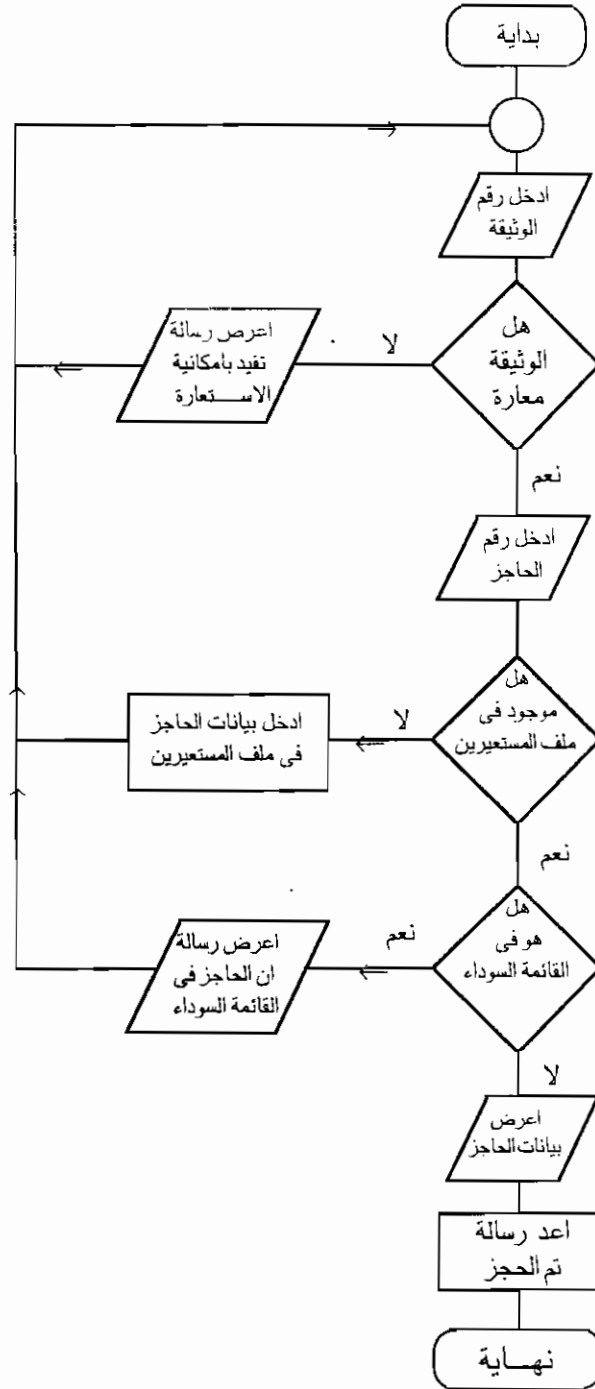 بداية
ادخل رقم
الوثيقة
هل
الوثيقة
معارة
لا
اعرض رسالة
تفيد بامكانية
الاســتعارة
نعم
ادخل رقم
الحاجز
هل
موجود فى
ملف المستعيرين
لا
ادخل بيانات الحاجز
فى ملف المستعيرين
نعم
هل
هو فى
القائمة السوداء
نعم
اعرض رسالة
ان الحاجز فى
القائمة السوداء
لا
اعرض
بيانات الحاجز
اعد رسالة
تم الحجز
نهــاية